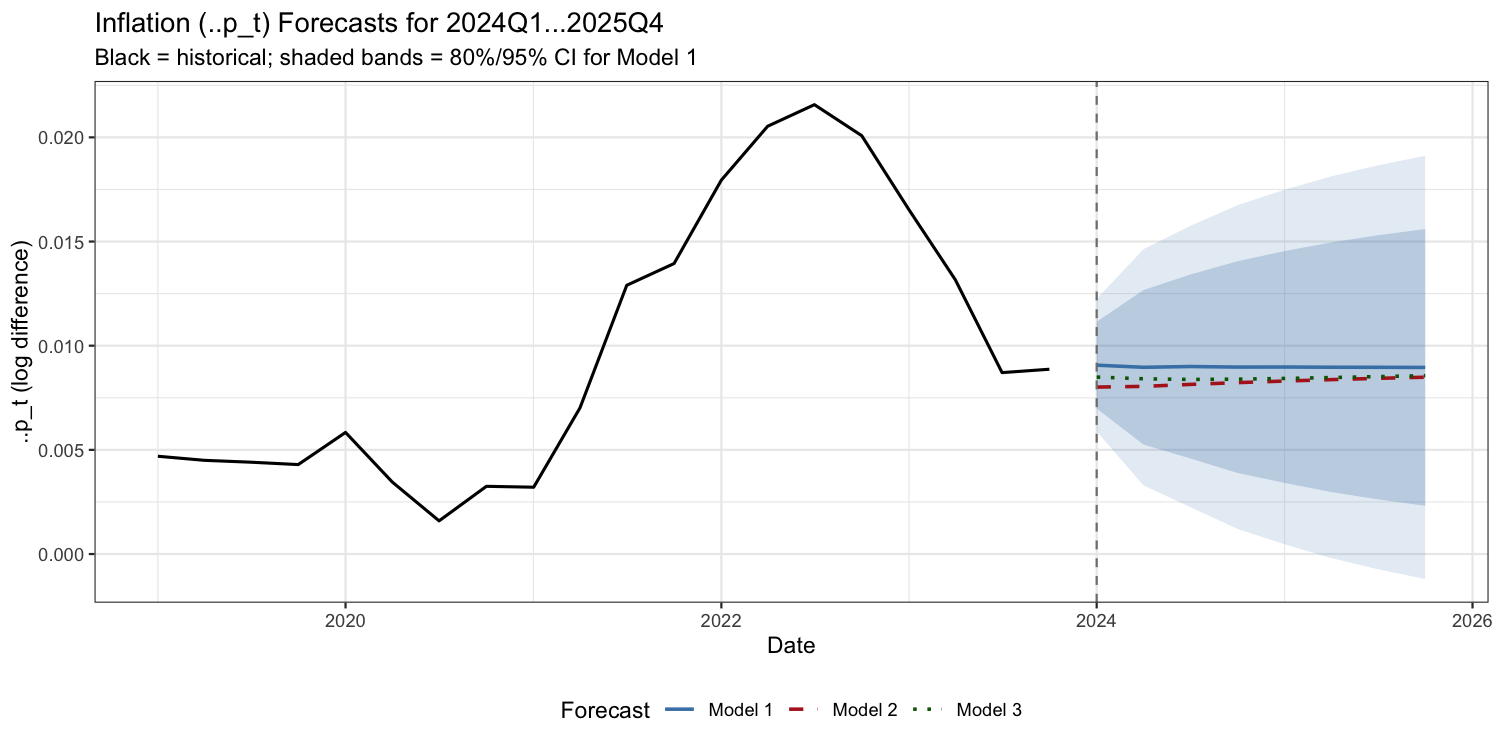 Inflation (..p_t) Forecasts for 2024Q1...2025Q4
Black = historical; shaded bands = 80%/95% CI for Model 1
..p_t (log difference)
0.020
0.015
0.010
0.005
0.000
2020 2022 2024 2026
Date
Forecast Model 1 Model 2 Model 3